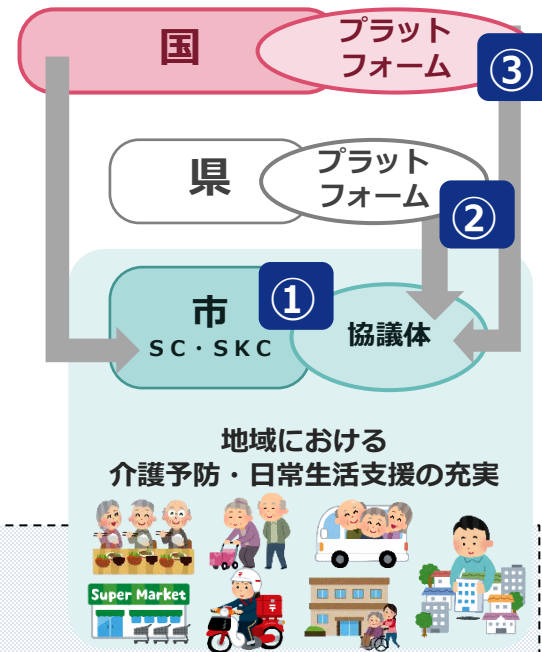 国
プラット
フォーム
③
県
プラット
フォーム
②
市
ＳＣ・ＳＫＣ
①
協議体
地域における
介護予防・日常生活支援の充実
Super Market
〒